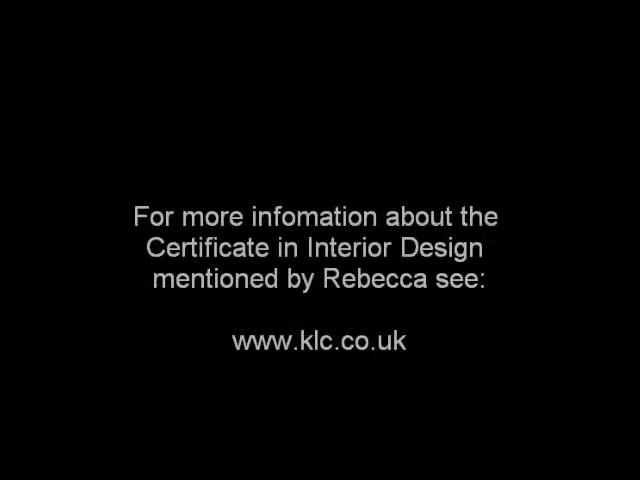 For more infomation about the
Certificate in Interior Design
mentioned by Rebecca see:
www.klc.co.uk